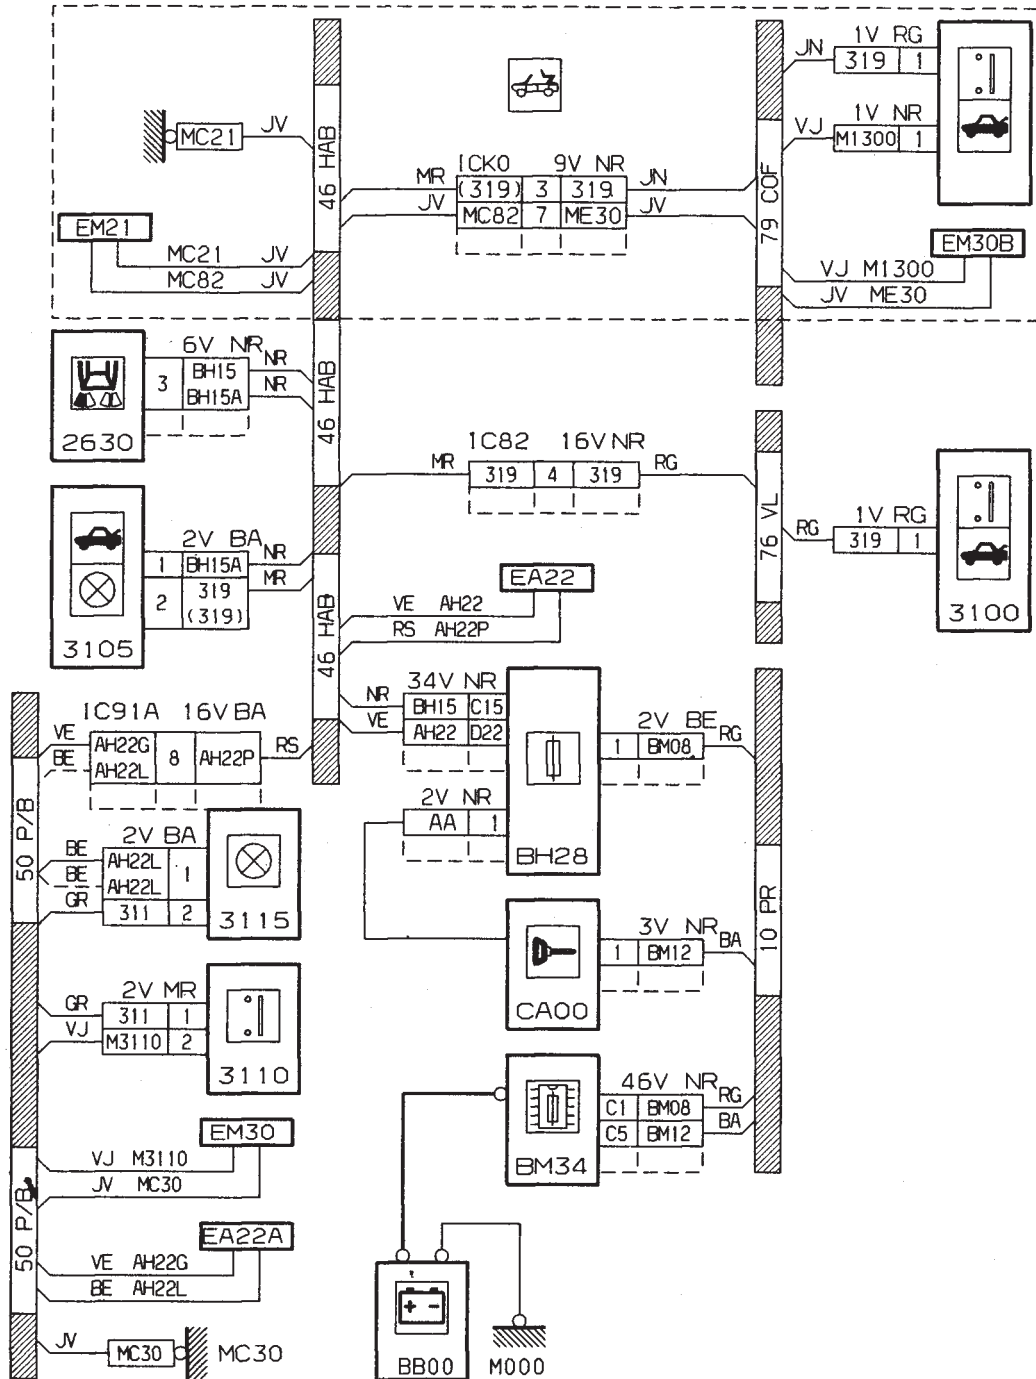 1V RG
JN
319 1
46 HAB
MC21 JV
1V NR
VJ
M1300 1
79 COF
1CK0 9V NR
MR (319) 3 319 JN
JV MC82 7 ME30 JV
EM21
MC21 JV
MC82 JV
EM30B
VJ M1300
JV ME30
6V NR
3 BH15 NR
BH15A NR
2630
46 HAB
1C82 16V NR
MR 319 4 319 RG
76 VL
1V RG
RG 319 1
3100
2V BA
1 BH15A NR
2 319 MR
(319)
3105
46 HAB
EA22
VE AH22
RS AH22P
34V NR
NR BH15 C15
VE AH22 D22
2V BE
1 BM08 RG
1C91A 16V BA
VE AH22G 8 AH22P RS
BE AH22L
2V NR
AA 1
BH28
50 P/B
2V BA
BE AH22L 1
BE AH22L
GR 311 2
3115
10 PR
3V NR
1 BM12 BA
CA00
2V MR
GR 311 1
VJ M3110 2
3110
46V NR
C1 BM08 RG
C5 BM12 BA
BM34
EM30
VJ M3110
JV MC30
50 P/B
EA22A
VE AH22G
BE AH22L
+ -
JV MC30 MC30
BB00 M000